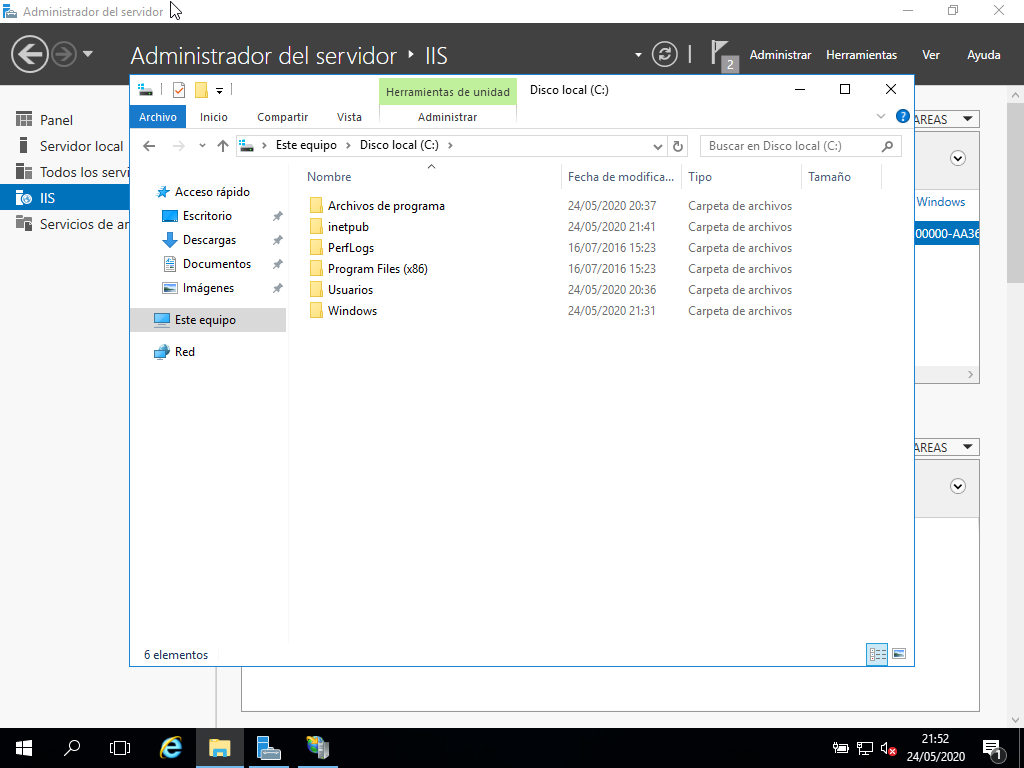 Administrador del servidor
Administrador del servidor IIS
2
Administrar Herramientas Ver Ayuda
Herramientas de unidad Disco local (C:)
Archivo Inicio Compartir Vista Administrar
?
Este equipo Disco local (C:)
Buscar en Disco local (C:)
Panel
Servidor local
Todos los servi
IIS
Servicios de ar
Acceso rápido
Escritorio
Descargas
Documentos
Imágenes
Este equipo
Red
Nombre Fecha de modifica... Tipo Tamaño
Archivos de programa 24/05/2020 20:37 Carpeta de archivos
inetpub 24/05/2020 21:41 Carpeta de archivos
PerfLogs 16/07/2016 15:23 Carpeta de archivos
Program Files (x86) 16/07/2016 15:23 Carpeta de archivos
Usuarios 24/05/2020 20:36 Carpeta de archivos
Windows 24/05/2020 21:31 Carpeta de archivos
6 elementos
AREAS
Windows
00000-AA36
AREAS
21:52
24/05/2020
1